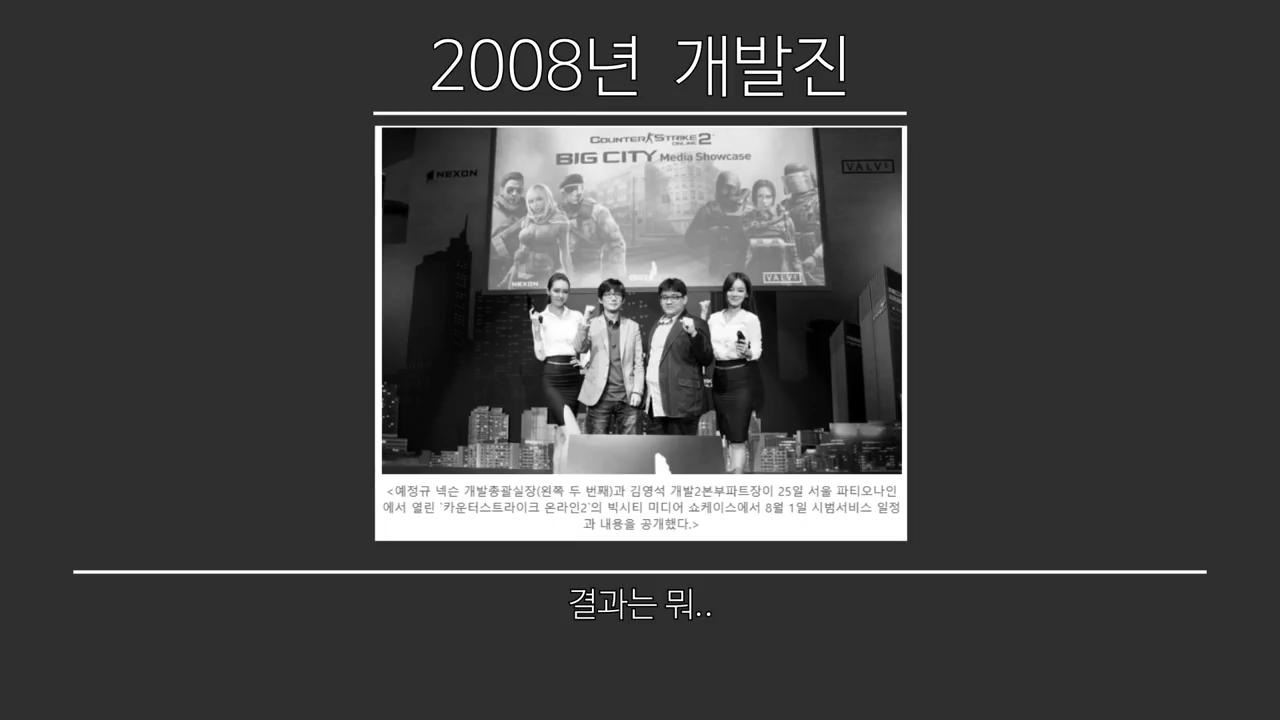 2008년 개발진
COUNTER STRIKE 2
ONLINE
BIG CITY Media Showcase
NEXON
VALVE
NEXON
VALVE
<예정규 넥슨 개발총괄실장(왼쪽 두 번째)과 김영석 개발2본부파트장이 25일 서울 파티오나인
에서 열린 `카운터스트라이크 온라인2`의 빅시티 미디어 쇼케이스에서 8월 1일 시범서비스 일정
과 내용을 공개했다.>
결과는 뭐..